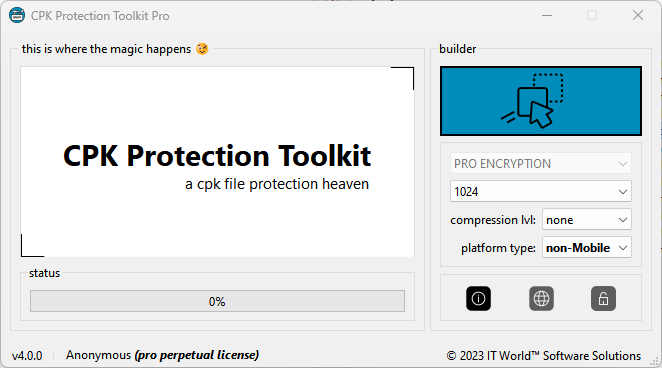 CPK Protection Toolkit Pro
this is where the magic happens 😉
CPK Protection Toolkit
a cpk file protection heaven
status
0%
builder
PRO ENCRYPTION
1024
compression lvl: none
platform type: non-Mobile
v4.0.0 Anonymous (pro perpetual license) © 2023 IT World™ Software Solutions